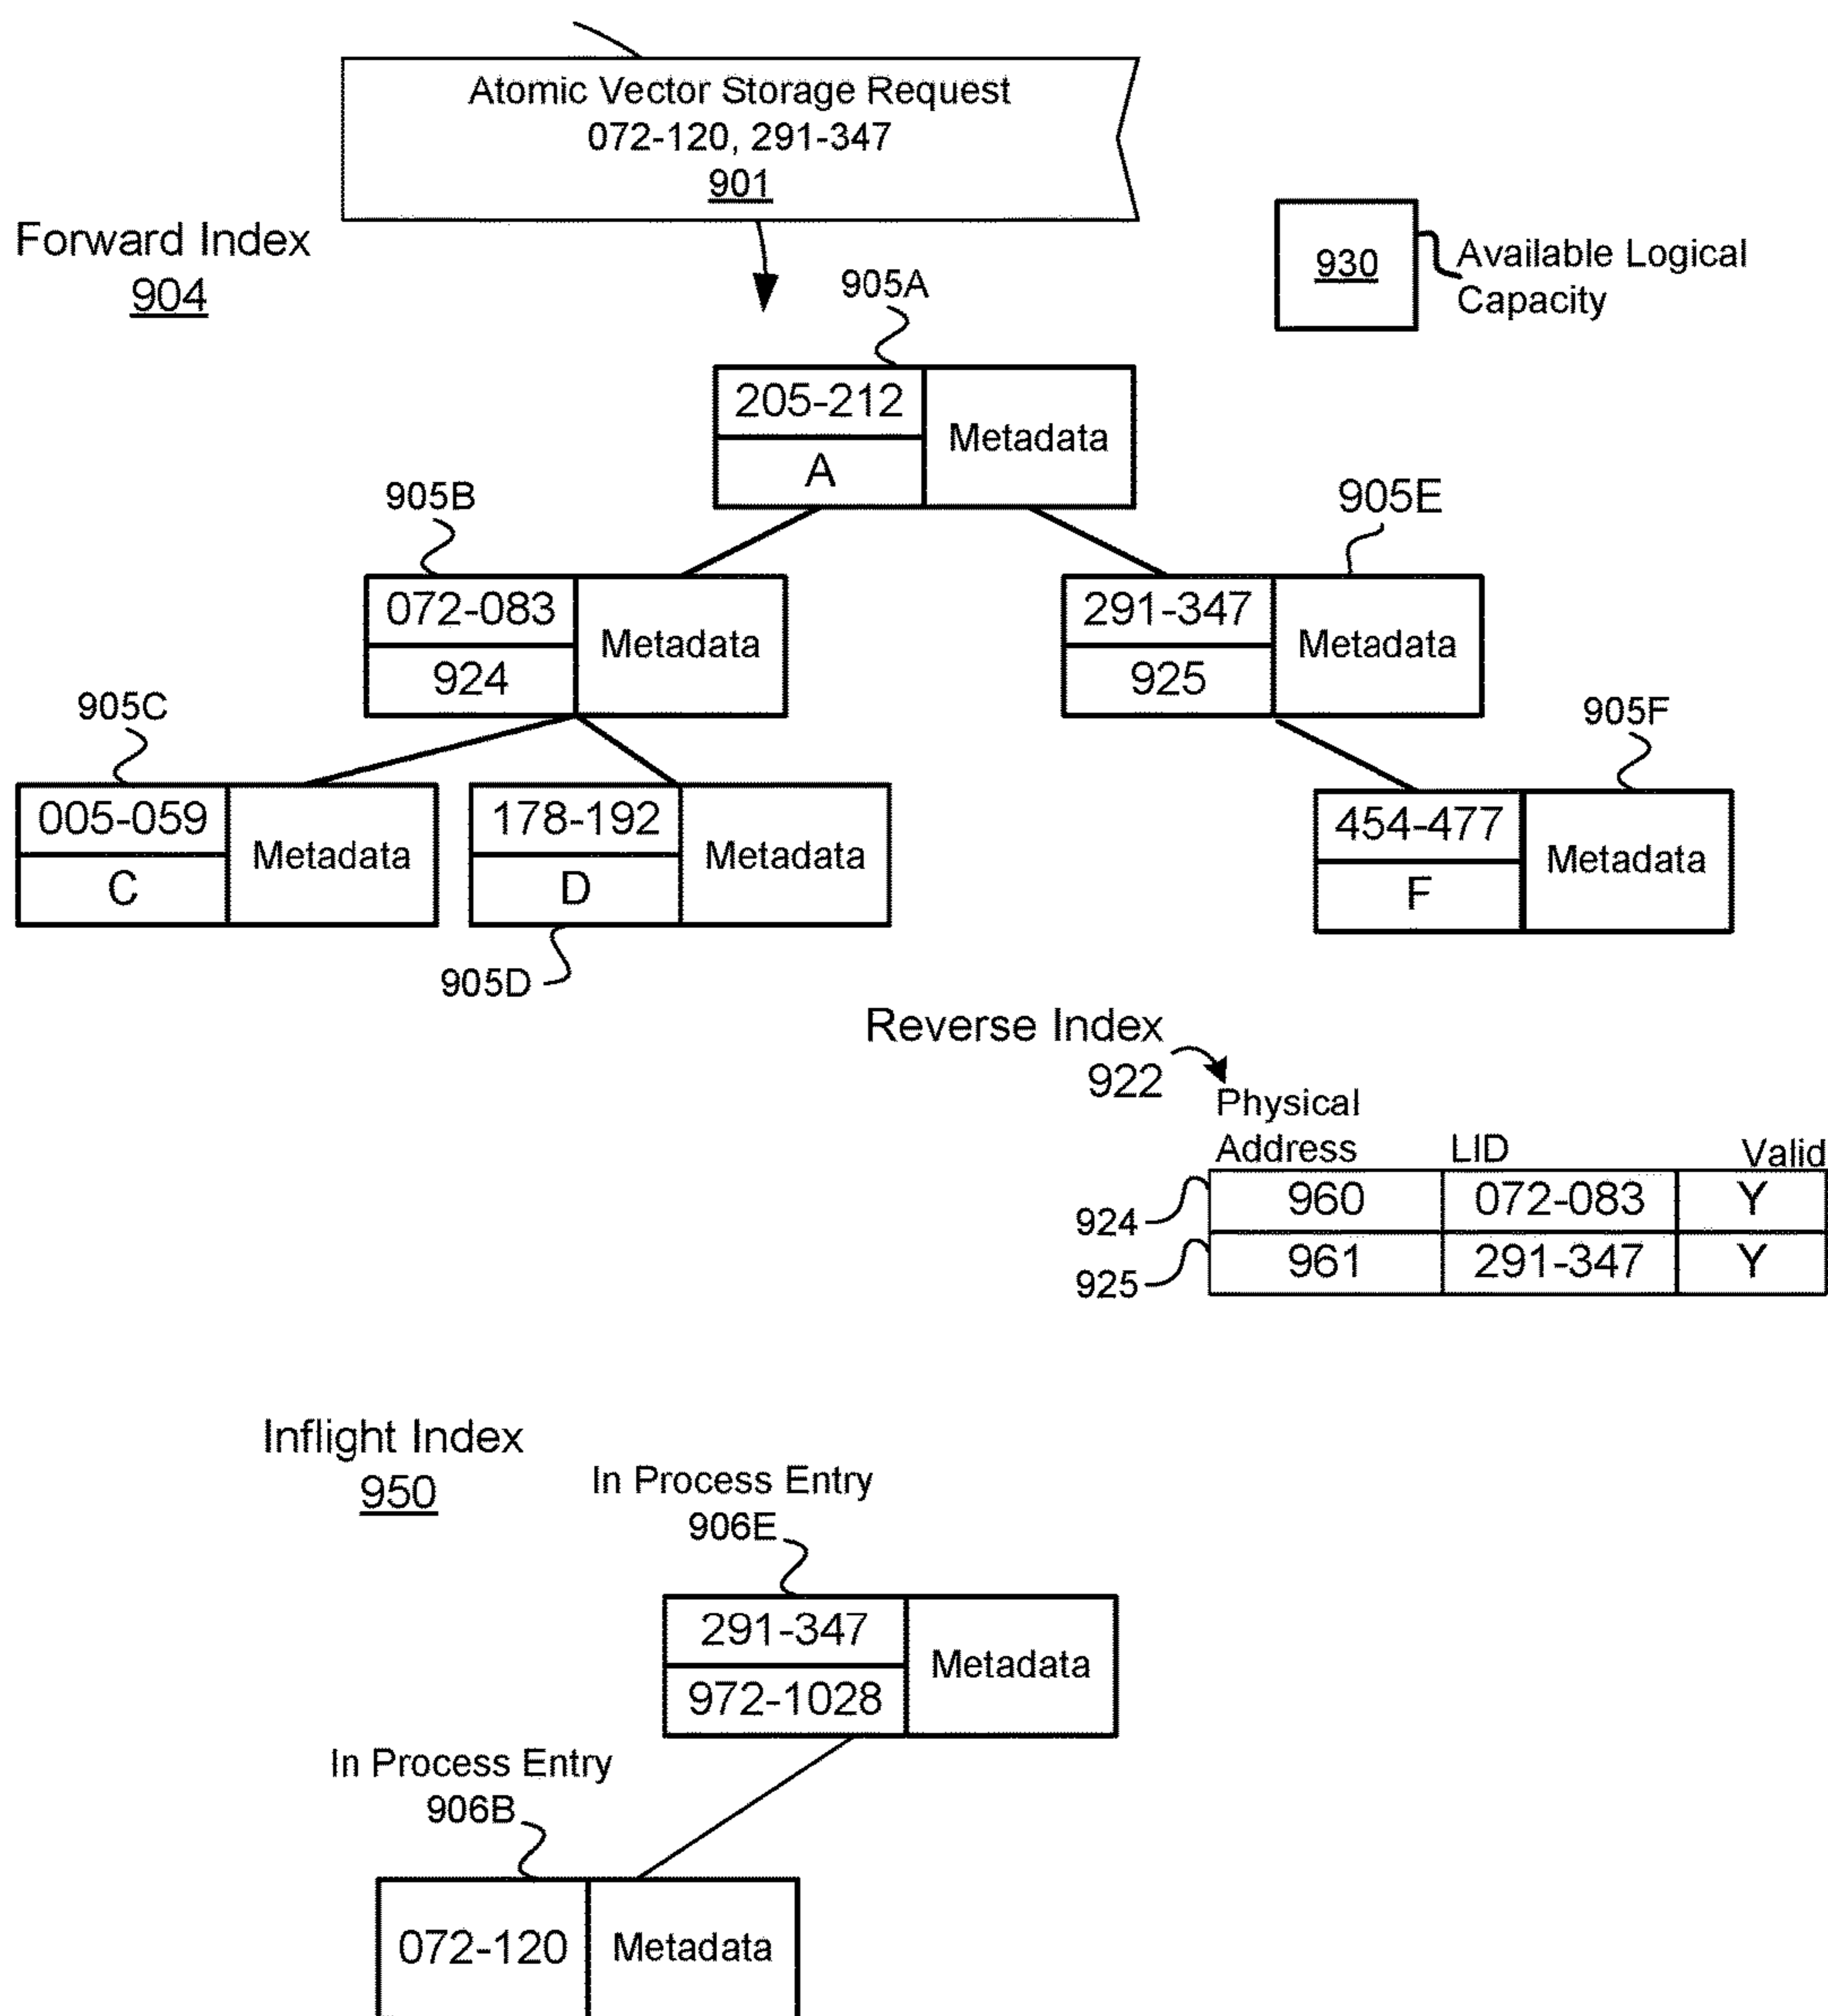 Atomic Vector Storage Request
072-120, 291-347
901
Forward Index
904
930
Available Logical
Capacity
905A
205-212
A
Metadata
905B
072-083
924
Metadata
905E
291-347
925
Metadata
905C
005-059
C
Metadata
178-192
D
Metadata
905D
905F
454-477
F
Metadata
Reverse Index
922
Physical
Address
LID
Valid
924
960
072-083
Y
925
961
291-347
Y
Inflight Index
950
In Process Entry
906E
291-347
972-1028
Metadata
In Process Entry
906B
072-120
Metadata